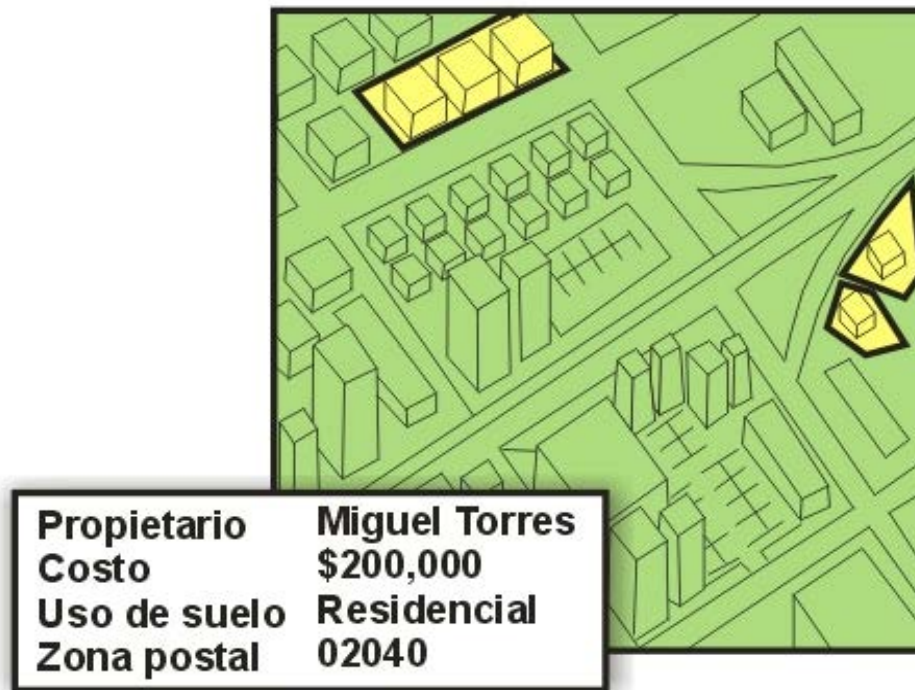 Propietario Miguel Torres
Costo $200,000
Uso de suelo Residencial
Zona postal 02040